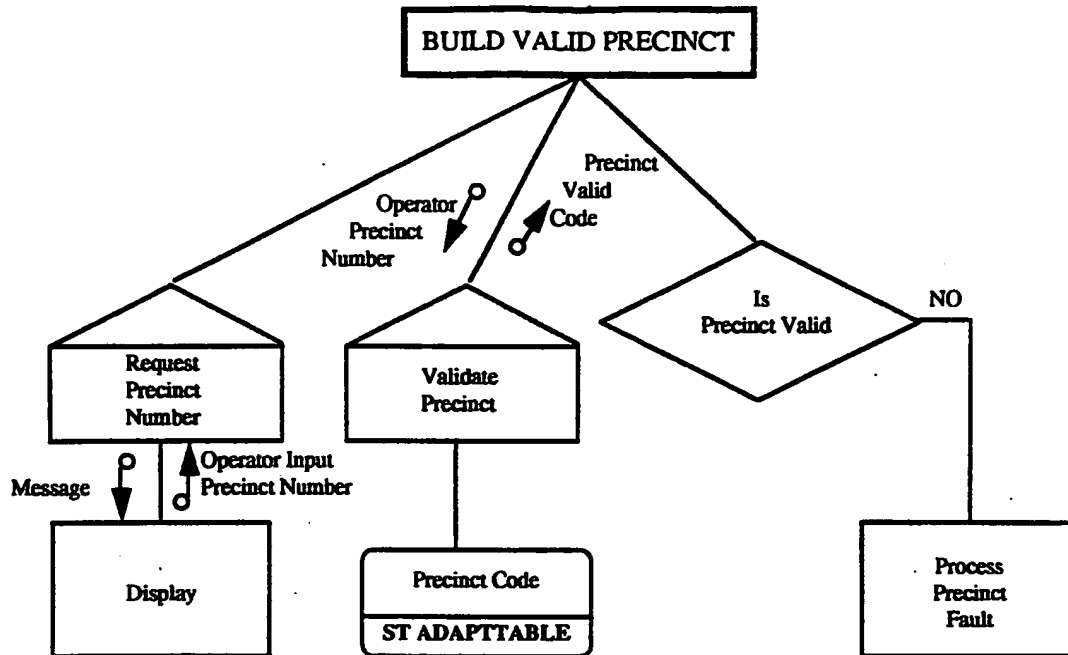 BUILD VALID PRECINCT
Operator
Precinct
Number
Precinct
Valid
Code
Request
Precinct
Number
Validate
Precinct
Is
Precinct Valid
NO
Message
Operator Input
Precinct Number
Display
Precinct Code
ST ADAPTTABLE
Process
Precinct
Fault